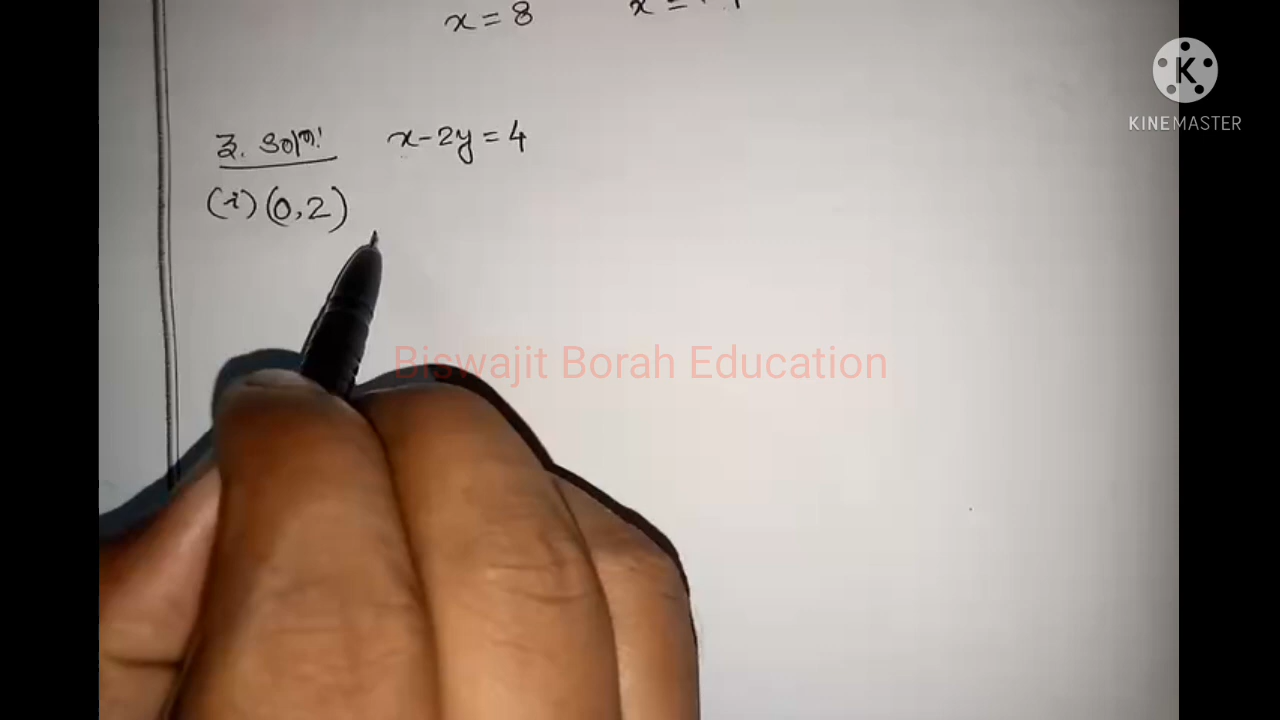 x = 8
3. Soln: x - 2y = 4
(i) (0, 2)
Biswajit Borah Education
K
KINEMASTER